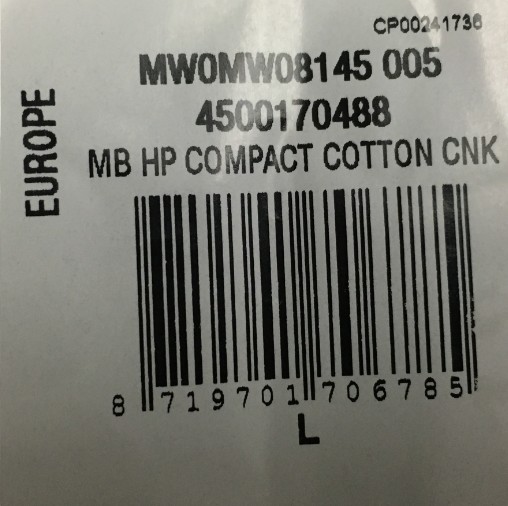 CP00241736
MW0MW08145 005
4500170488
MB HP COMPACT COTTON CNK
EUROPE
8 719701 706785
L